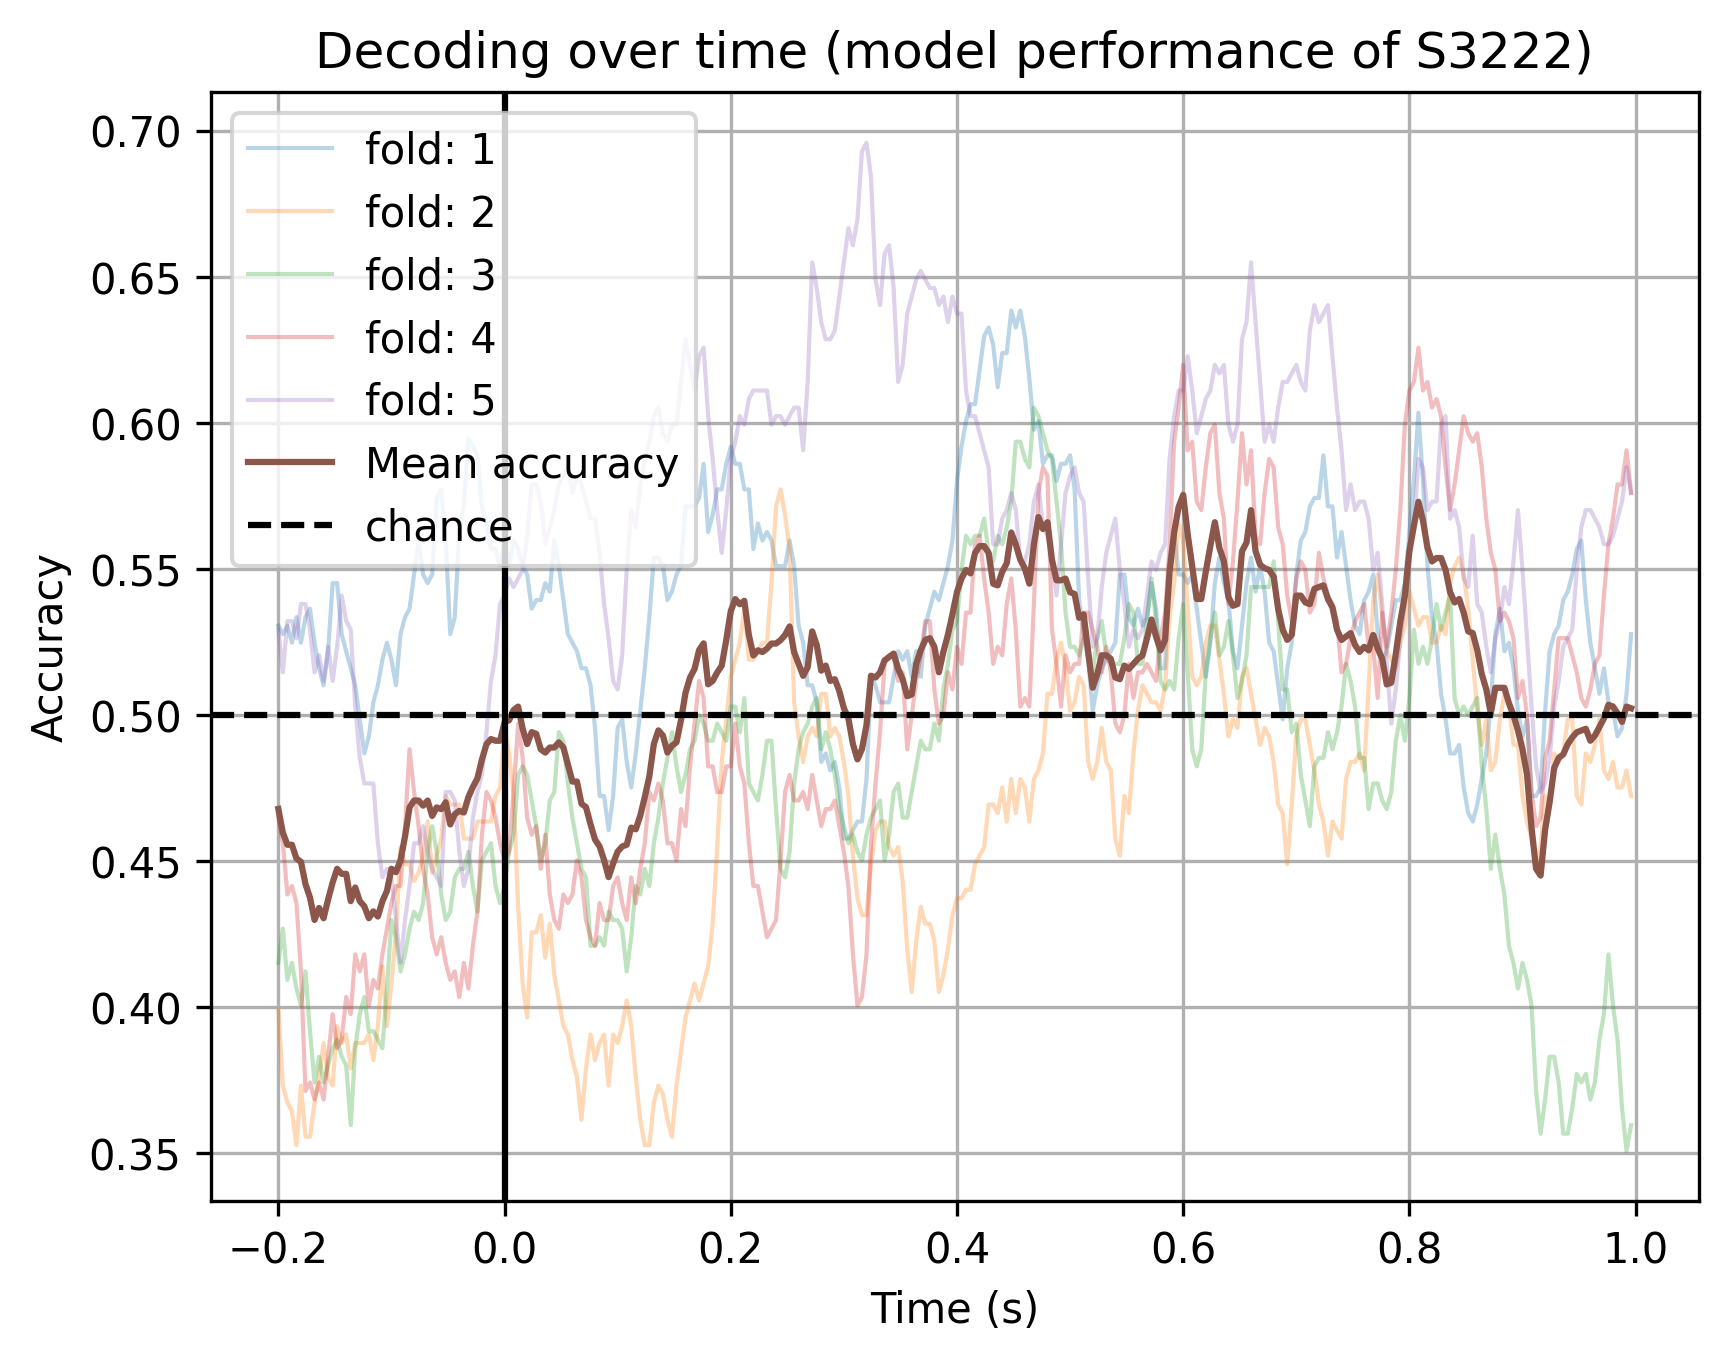 Decoding over time (model performance of S3222)
0.70
0.65
0.60
0.55
0.50
0.45
0.40
0.35
Accuracy
fold: 1
fold: 2
fold: 3
fold: 4
fold: 5
Mean accuracy
chance
−0.2 0.0 0.2 0.4 0.6 0.8 1.0
Time (s)